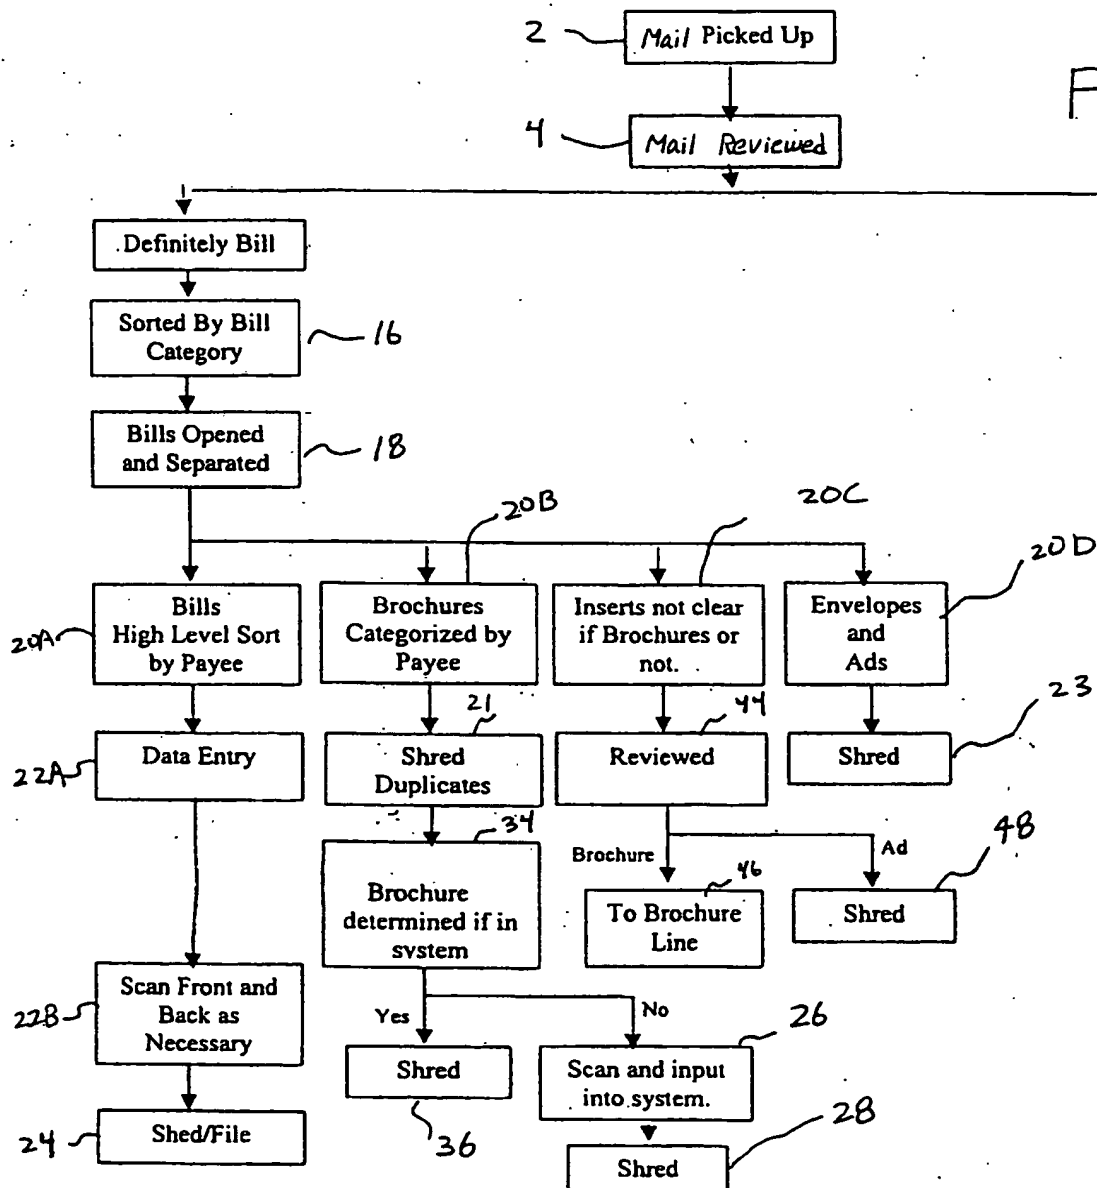 2
Mail Picked Up
F
4
Mail Reviewed
Definitely Bill
Sorted By Bill
Category
16
Bills Opened
and Separated
18
20B
20C
20D
20A
Bills
High Level Sort
by Payee
Brochures
Categorized by
Payee
Inserts not clear
if Brochures or
not.
Envelopes
and
Ads
21
44
23
22A
Data Entry
Shred
Duplicates
Reviewed
Shred
34
Brochure
Ad
48
Brochure
determined if in
system
46
To Brochure
Line
Shred
22B
Scan Front and
Back as
Necessary
Yes
No
26
Shred
Scan and input
into system.
36
28
24
Shed/File
Shred